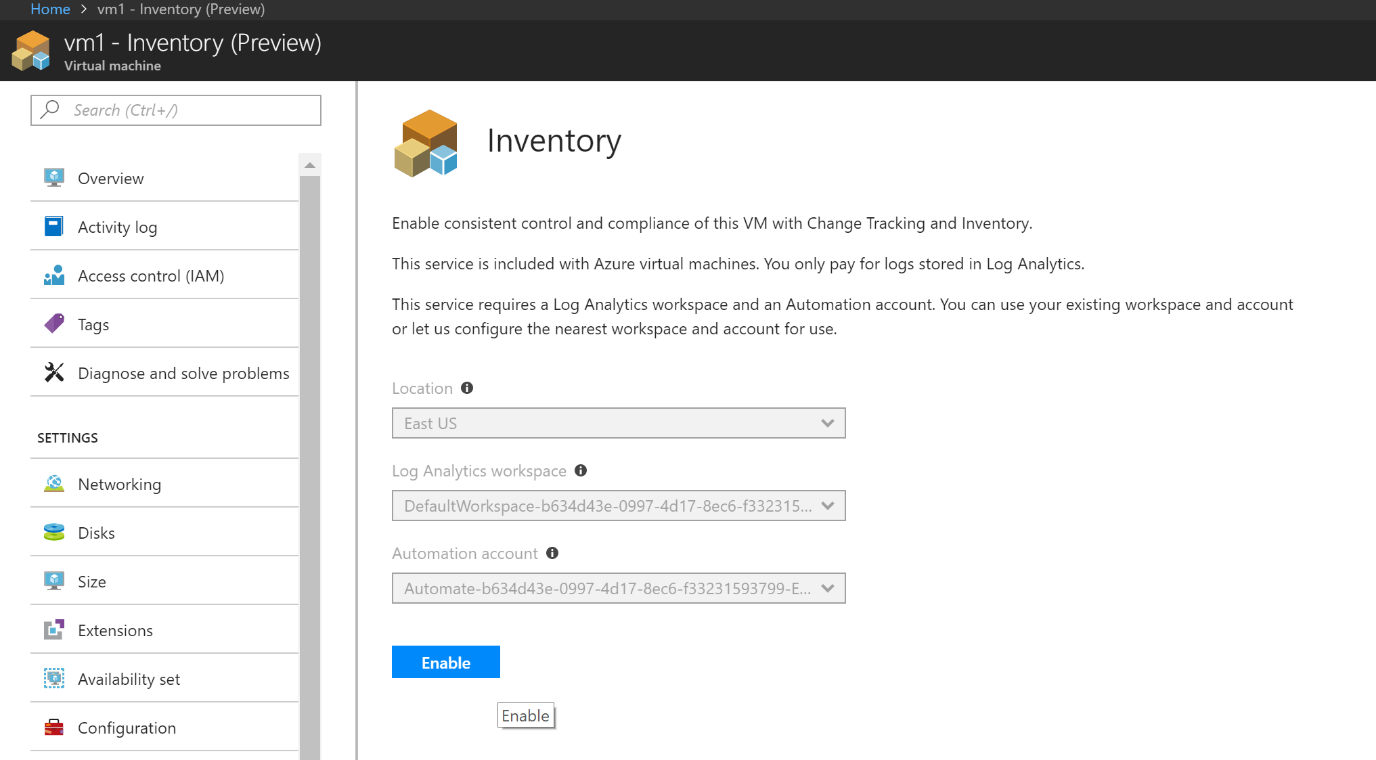 Home > vm1 - Inventory (Preview)
vm1 - Inventory (Preview)
Virtual machine
Search (Ctrl+/)
Overview
Activity log
Access control (IAM)
Tags
Diagnose and solve problems
SETTINGS
Networking
Disks
Size
Extensions
Availability set
Configuration
Inventory
Enable consistent control and compliance of this VM with Change Tracking and Inventory.
This service is included with Azure virtual machines. You only pay for logs stored in Log Analytics.
This service requires a Log Analytics workspace and an Automation account. You can use your existing workspace and account
or let us configure the nearest workspace and account for use.
Location
East US
Log Analytics workspace
DefaultWorkspace-b634d43e-0997-4d17-8ec6-f332315...
Automation account
Automate-b634d43e-0997-4d17-8ec6-f33231593799-E...
Enable
Enable